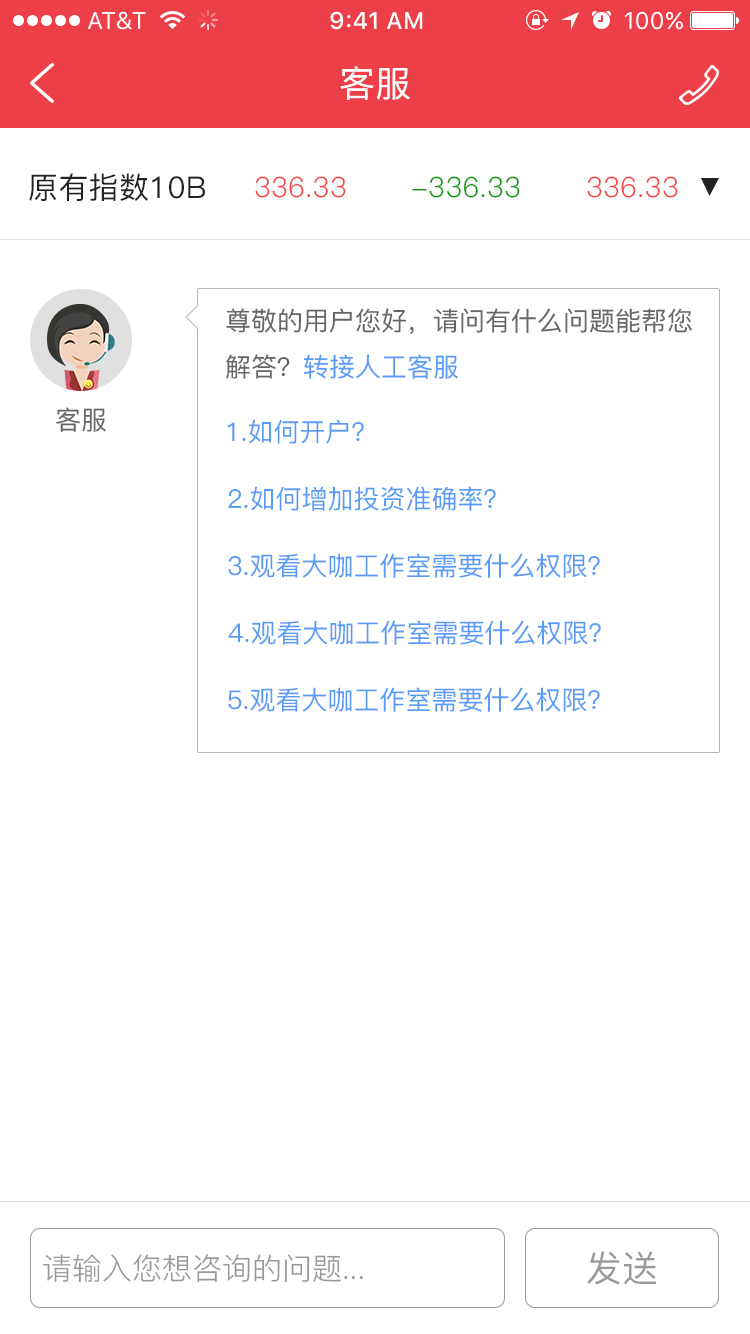 AT&T 9:41 AM 100%
客服
原有指数10B 336.33 -336.33 336.33
尊敬的用户您好，请问有什么问题能帮您
解答？转接人工客服
客服
1.如何开户?
2.如何增加投资准确率?
3.观看大咖工作室需要什么权限?
4.观看大咖工作室需要什么权限?
5.观看大咖工作室需要什么权限?
请输入您想咨询的问题... 发送